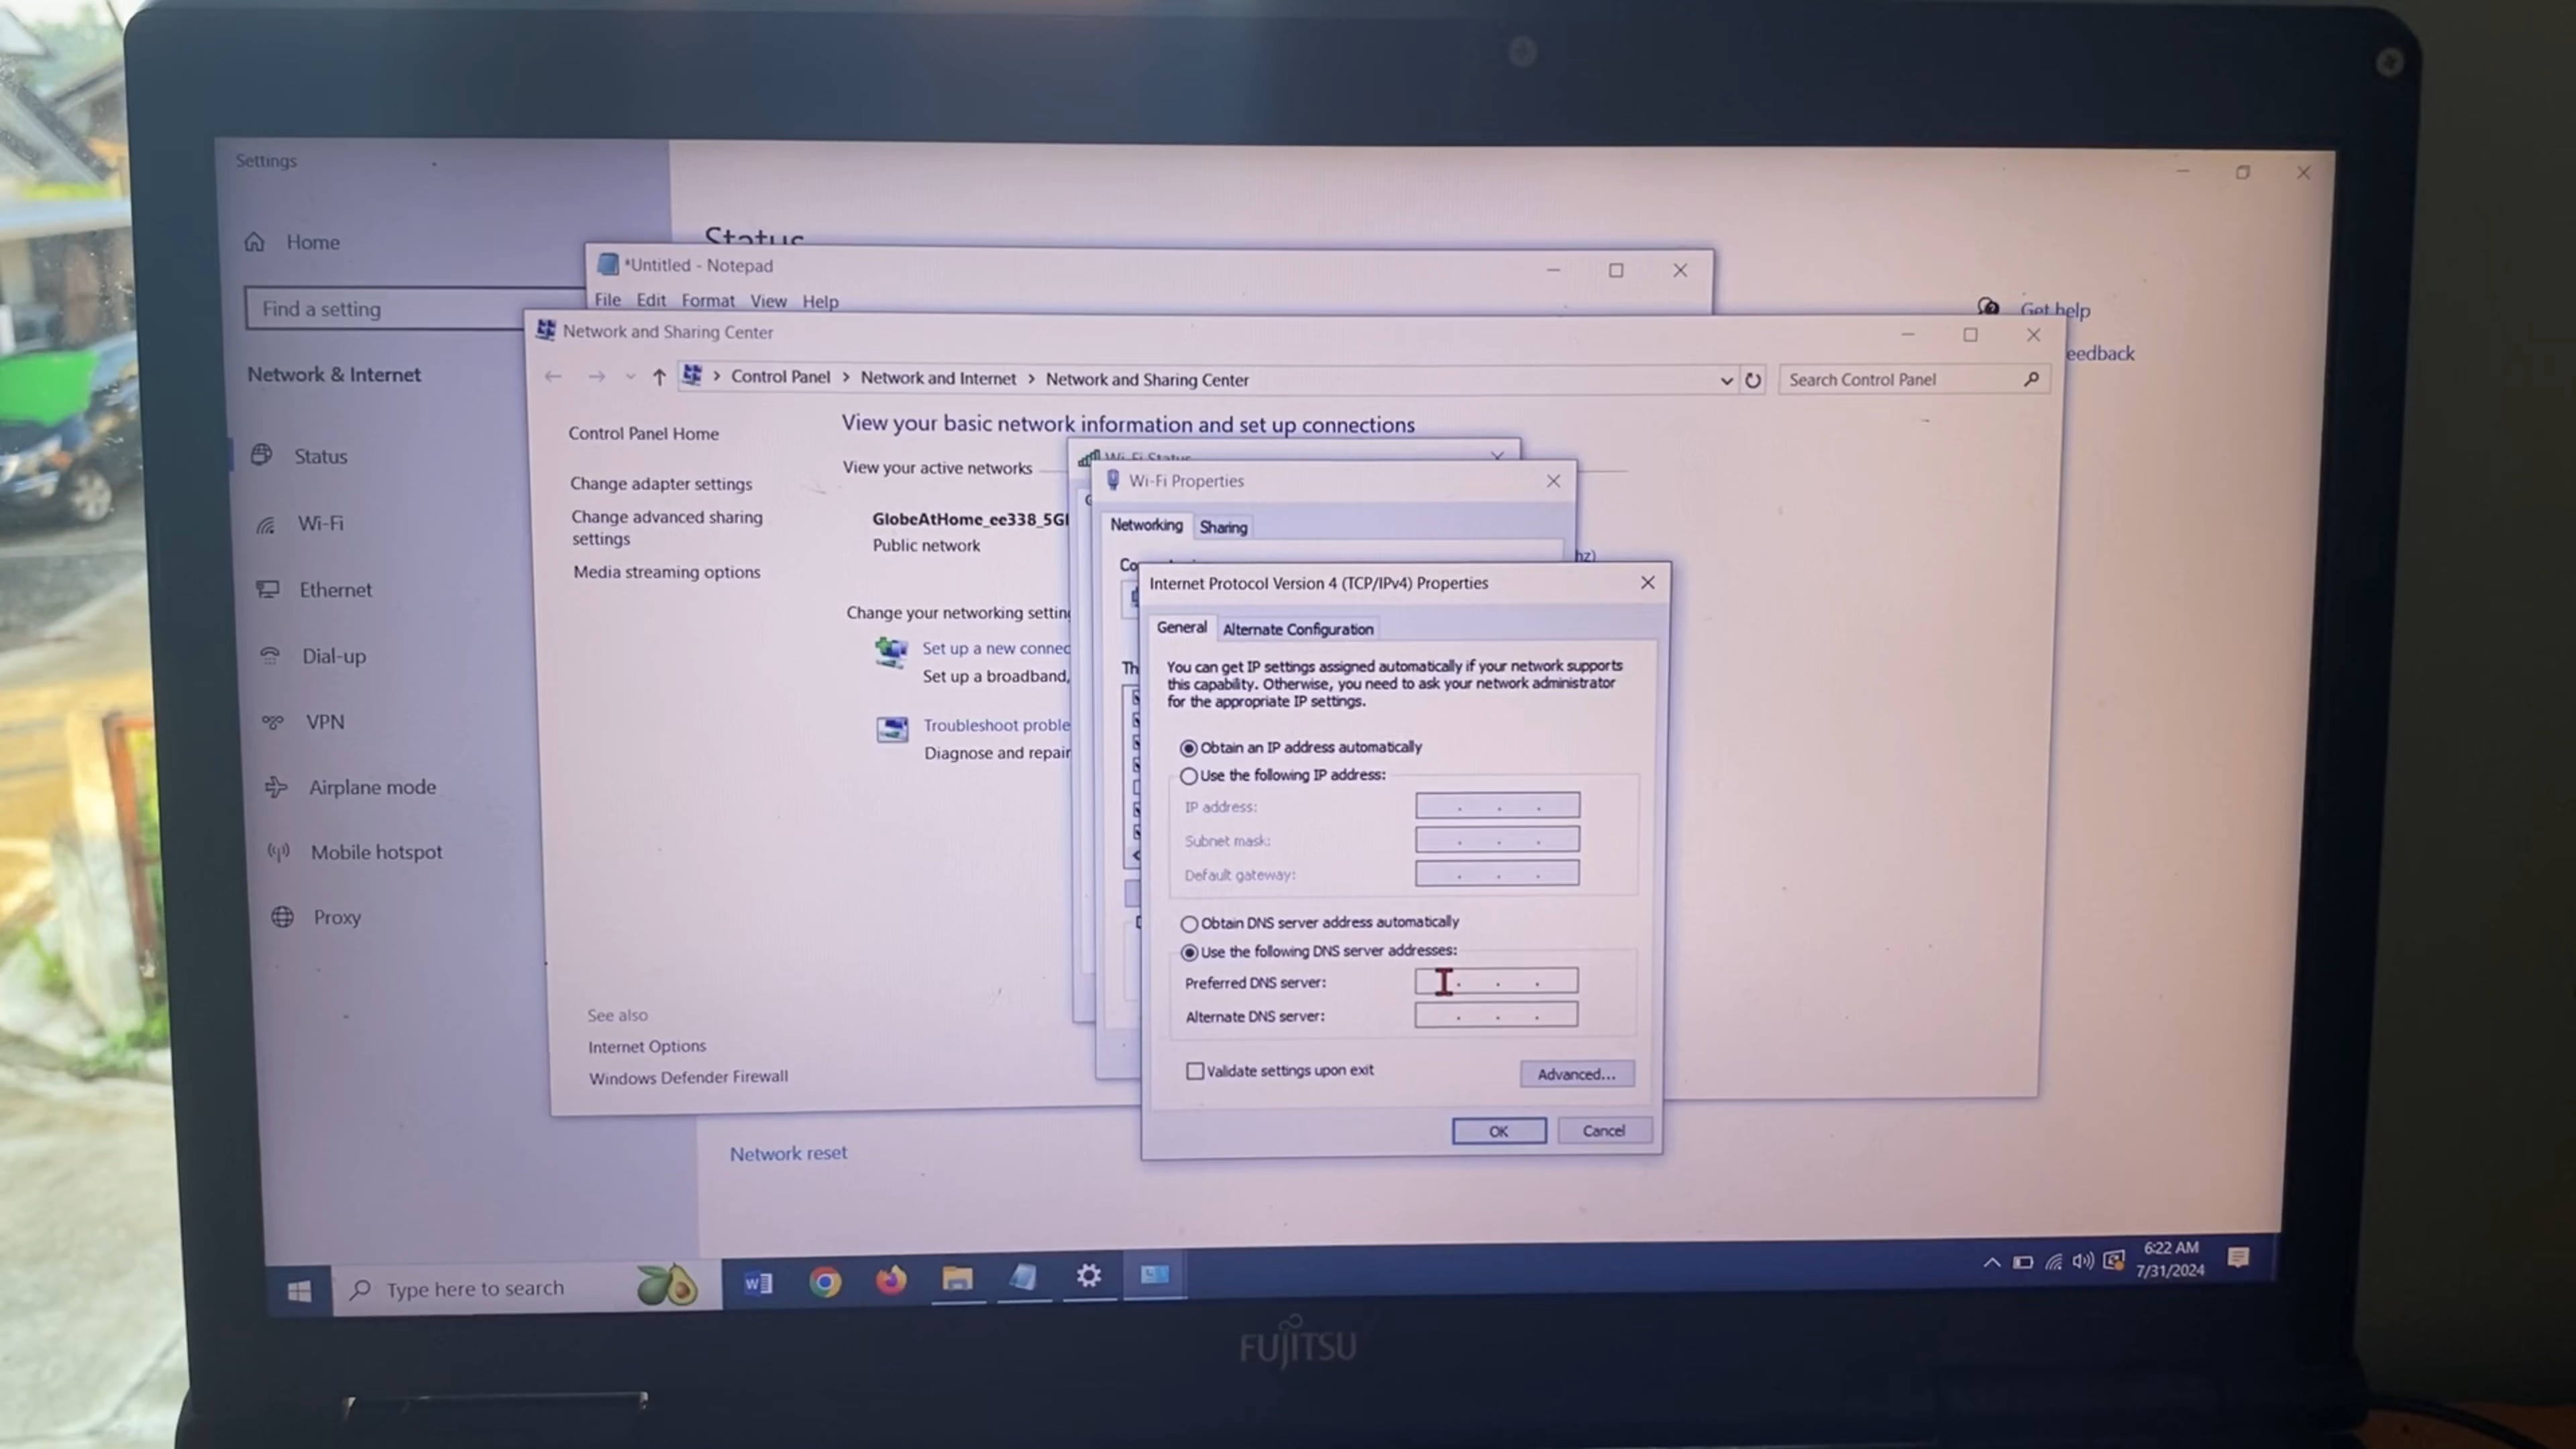 Settings
Home
Find a setting
Network & Internet
Status
Wi-Fi
Ethernet
Dial-up
VPN
Airplane mode
Mobile hotspot
Proxy
Status
Get help
eedback
Network reset
*Untitled - Notepad
File Edit Format View Help
Network and Sharing Center
Control Panel > Network and Internet > Network and Sharing Center
Search Control Panel
Control Panel Home
Change adapter settings
Change advanced sharing
settings
Media streaming options
See also
Internet Options
Windows Defender Firewall
View your basic network information and set up connections
View your active networks
GlobeAtHome_ee338_5G
Public network
Change your networking settin
Set up a new connec
Set up a broadband,
Troubleshoot proble
Diagnose and repair
Wi-Fi Status
Wi-Fi Properties
Networking Sharing
Co
hz)
Th
Internet Protocol Version 4 (TCP/IPv4) Properties
General Alternate Configuration
You can get IP settings assigned automatically if your network supports
this capability. Otherwise, you need to ask your network administrator
for the appropriate IP settings.
Obtain an IP address automatically
Use the following IP address:
IP address:
Subnet mask:
Default gateway:
Obtain DNS server address automatically
Use the following DNS server addresses:
Preferred DNS server:
Alternate DNS server:
Validate settings upon exit
Advanced...
OK Cancel
Type here to search
6:22 AM
7/31/2024
FUJITSU